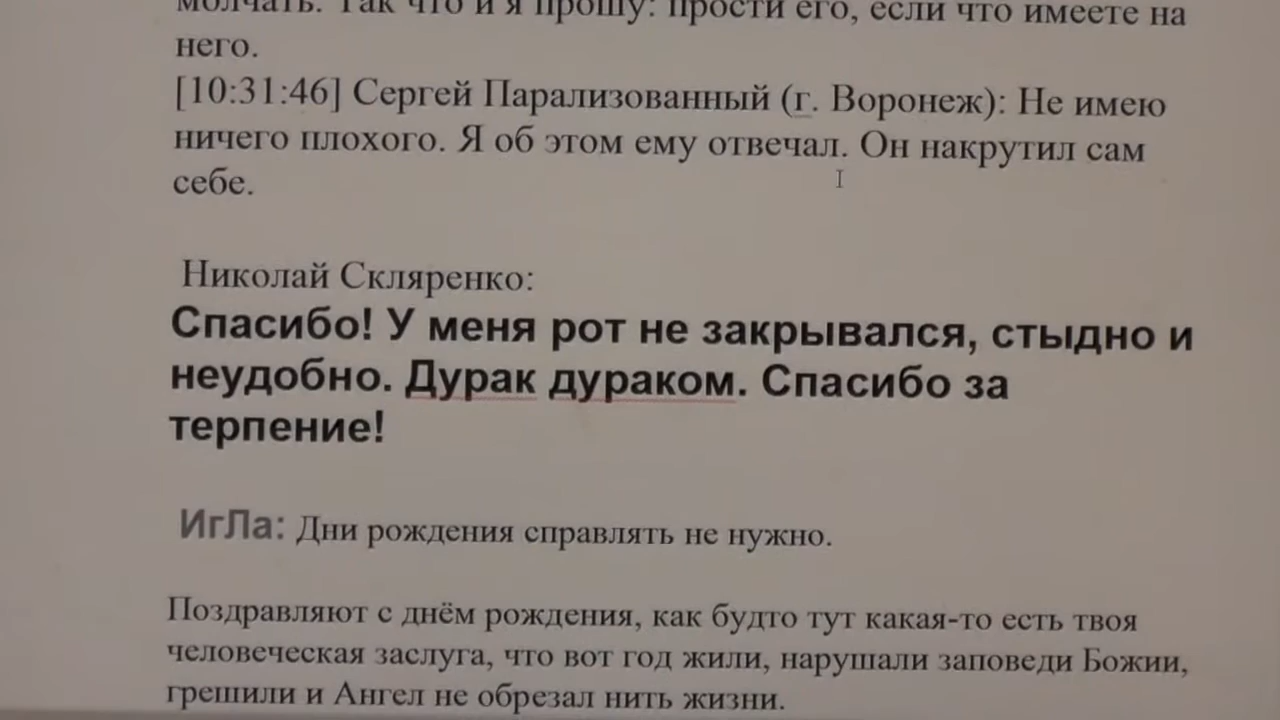 молчать. Так что и я прошу: прости его, если что имеете на
него.
[10:31:46] Сергей Парализованный (г. Воронеж): Не имею
ничего плохого. Я об этом ему отвечал. Он накрутил сам
себе.
Николай Скляренко:
Спасибо! У меня рот не закрывался, стыдно и
неудобно. Дурак дураком. Спасибо за
терпение!
ИгЛа: Дни рождения справлять не нужно.
Поздравляют с днём рождения, как будто тут какая-то есть твоя
человеческая заслуга, что вот год жили, нарушали заповеди Божии,
грешили и Ангел не обрезал нить жизни.